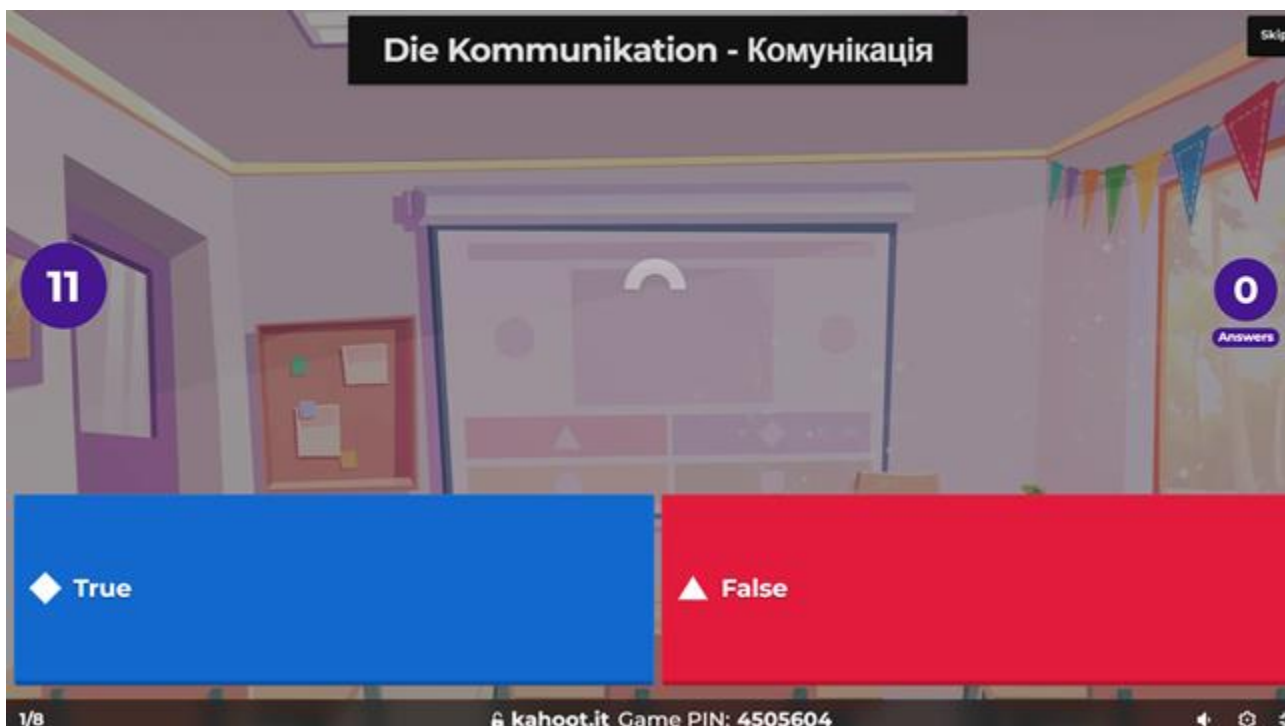 Die Kommunikation - Комунікація
Skip
11
0
Answers
True
False
1/8
kahoot.it Game PIN: 4505604